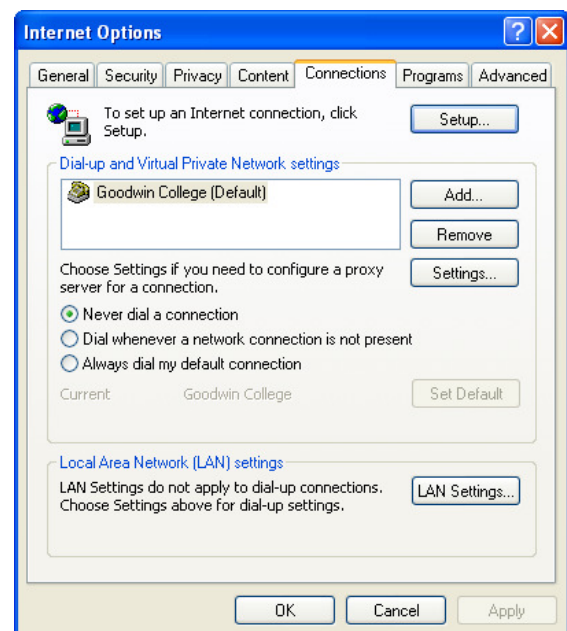 Internet Options
General Security Privacy Content Connections Programs Advanced
To set up an Internet connection, click
Setup.
Setup...
Dial-up and Virtual Private Network settings
Goodwin College (Default)
Add...
Remove
Choose Settings if you need to configure a proxy
server for a connection.
Settings...
Never dial a connection
Dial whenever a network connection is not present
Always dial my default connection
Current Goodwin College Set Default
Local Area Network (LAN) settings
LAN Settings do not apply to dial-up connections.
Choose Settings above for dial-up settings.
LAN Settings...
OK Cancel Apply